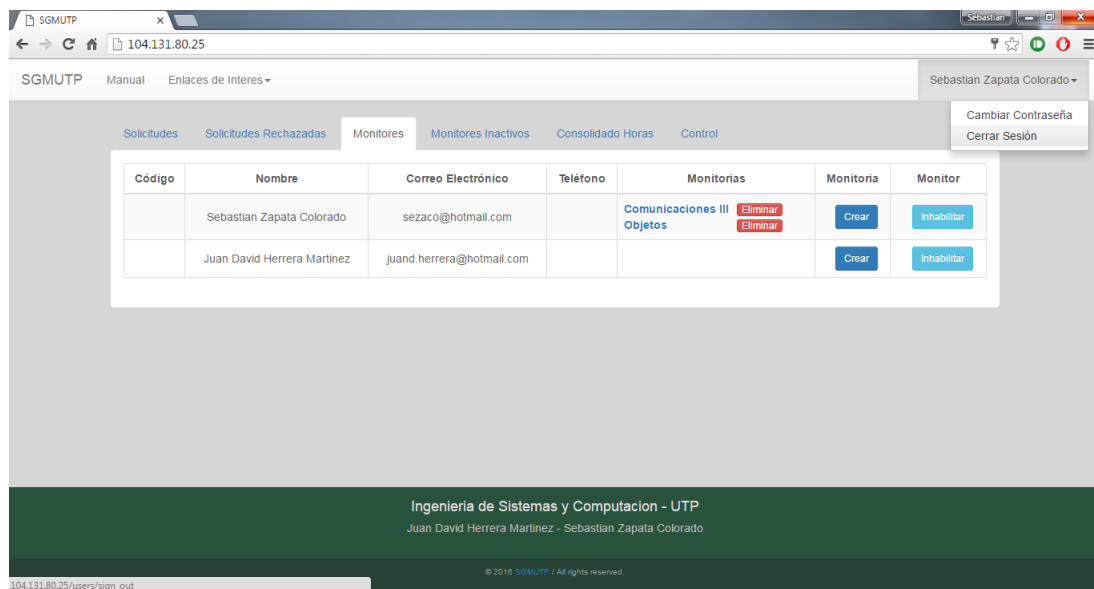 SGMUTP
Sebastian
104.131.80.25
SGMUTP Manual Enlaces de Interes Sebastian Zapata Colorado
Cambiar Contraseña
Cerrar Sesión
Solicitudes Solicitudes Rechazadas Monitores Monitores Inactivos Consolidado Horas Control
Código Nombre Correo Electrónico Teléfono Monitorias Monitoria Monitor
Sebastian Zapata Colorado sezaco@hotmail.com Comunicaciones III Eliminar Crear Inhabilitar
Objetos Eliminar
Juan David Herrera Martinez juand.herrera@hotmail.com Crear Inhabilitar
Ingenieria de Sistemas y Computacion - UTP
Juan David Herrera Martinez - Sebastian Zapata Colorado
© 2016 SGMUTP / All rights reserved.
104.131.80.25/users/sign_out